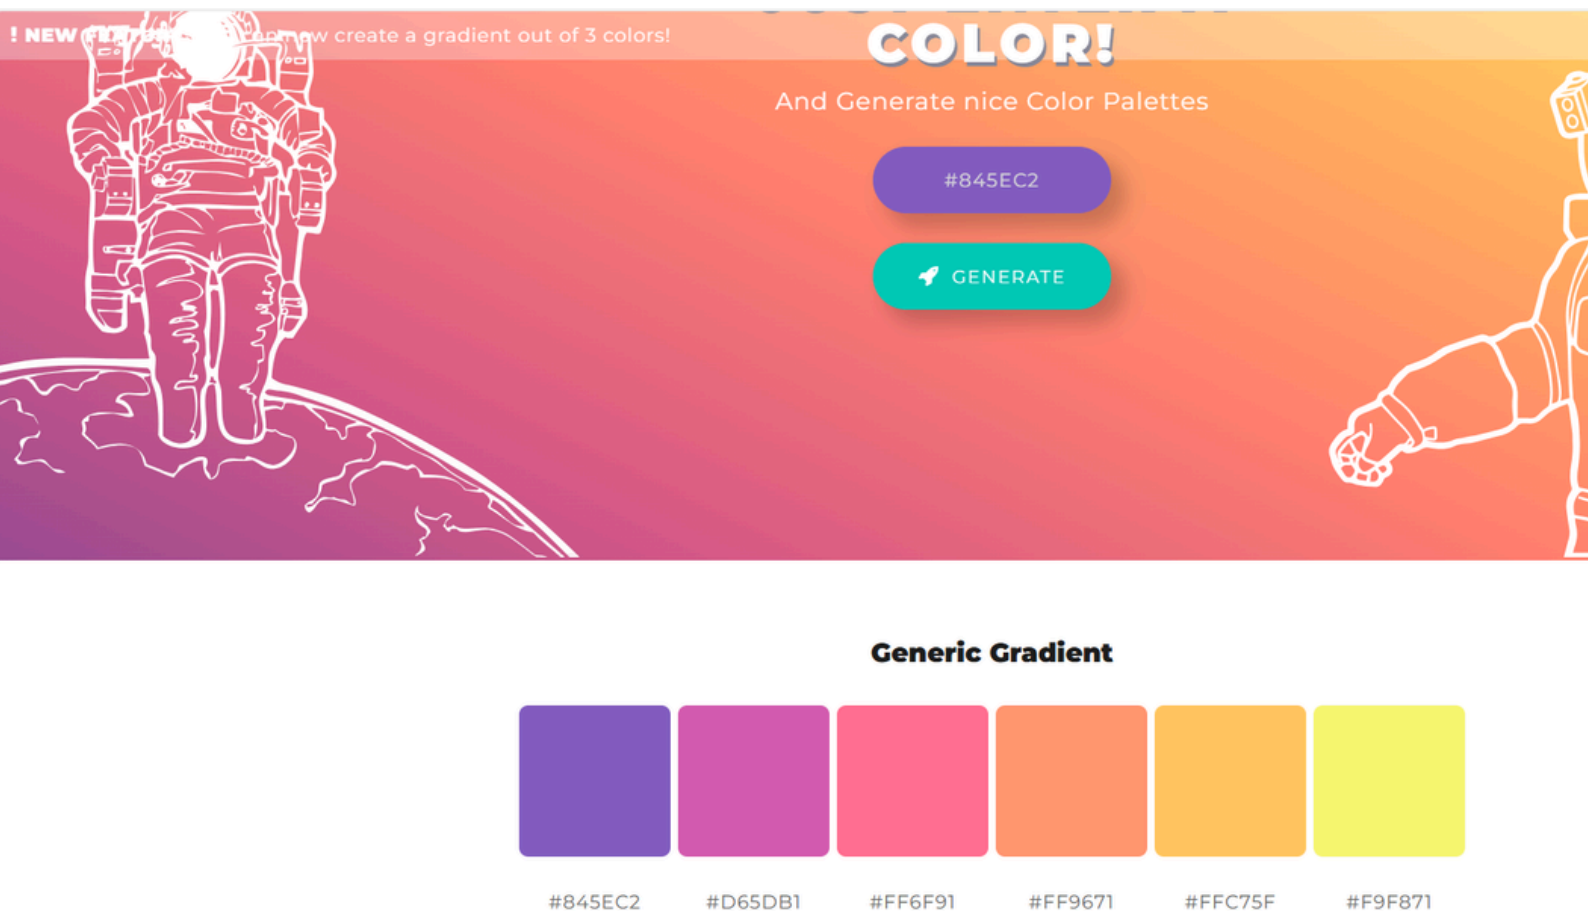 ! NEW FEATURE now create a gradient out of 3 colors!
COLOR!
And Generate nice Color Palettes
#845EC2
GENERATE
Generic Gradient
#845EC2 #D65DB1 #FF6F91 #FF9671 #FFC75F #F9F871